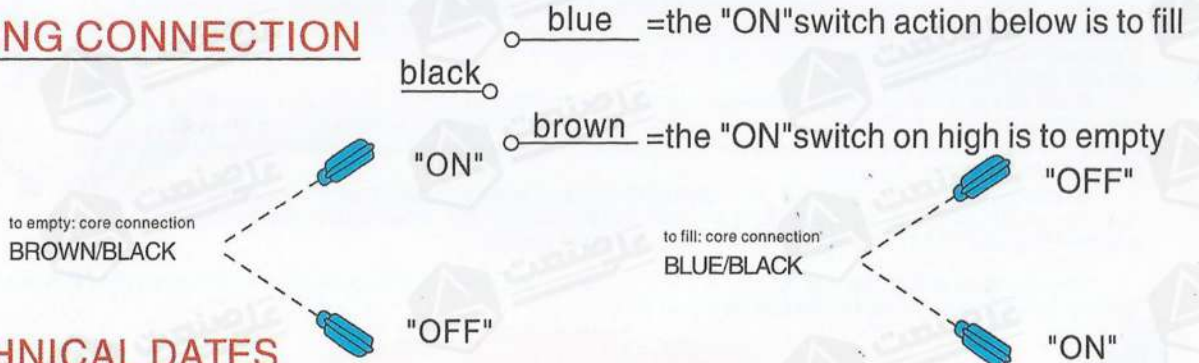 NG CONNECTION
blue =the "ON"switch action below is to fill
black
brown =the "ON"switch on high is to empty
"ON"
"OFF"
to empty: core connection
BROWN/BLACK
to fill: core connection
BLUE/BLACK
"OFF"
"ON"
HNICAL DATES
علم‌صنعت